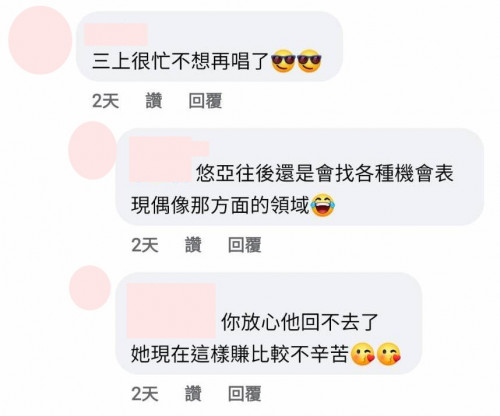 三上很忙不想再唱了😎😎
2天 讚 回覆
悠亞往後還是會找各種機會表
現偶像那方面的領域😂
2天 讚 回覆
你放心他回不去了
她現在這樣賺比較不辛苦😘😘
2天 讚 回覆